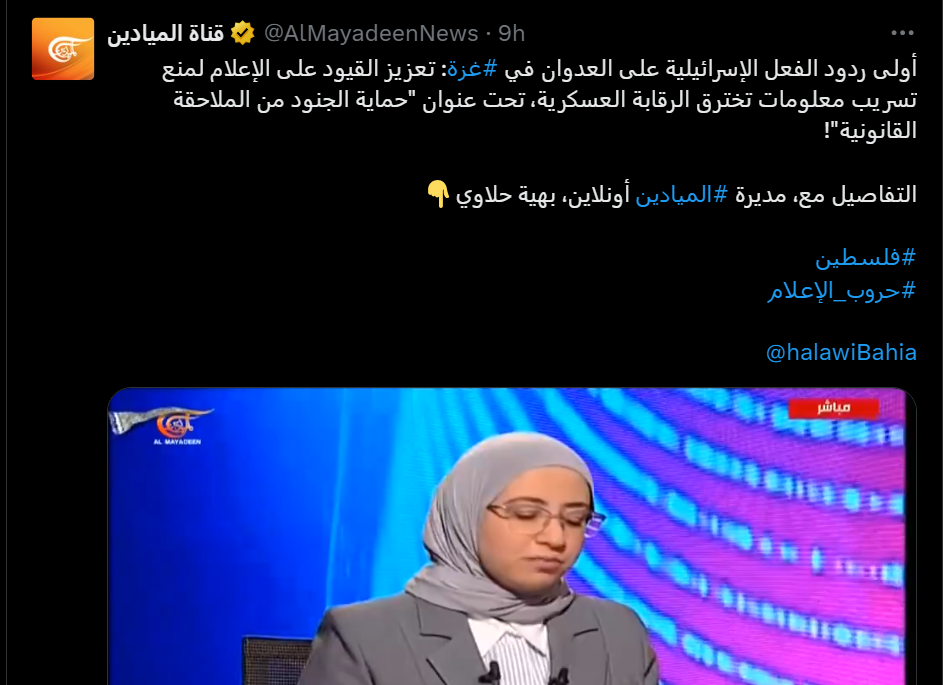 قناة الميادين @AlMayadeenNews · 9h
أولى ردود الفعل الإسرائيلية على العدوان في #غزة: تعزيز القيود على الإعلام لمنع
تسريب معلومات تخترق الرقابة العسكرية، تحت عنوان "حماية الجنود من الملاحقة
القانونية"!
التفاصيل مع، مديرة #الميادين أونلاين، بهية حلاوي 👇
#فلسطين
#حروب_الإعلام
@halawiBahia
مباشر
AL MAYADEEN